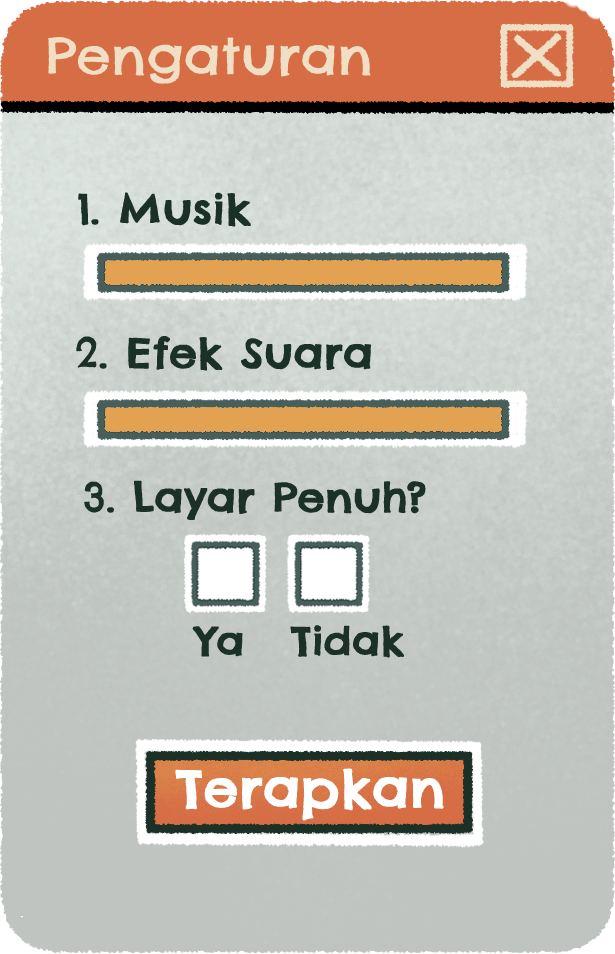 Pengaturan
1. Musik
2. Efek Suara
3. Layar Penuh?
Ya Tidak
Terapkan